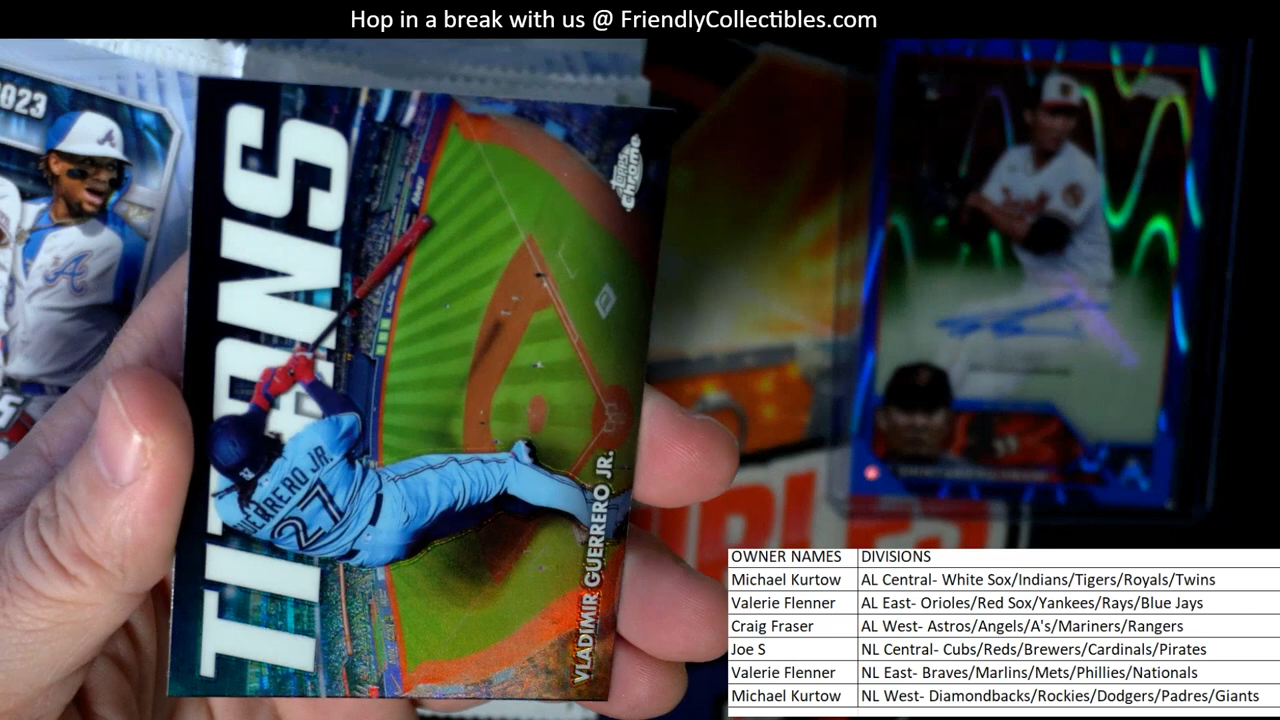 Hop in a break with us @ FriendlyCollectibles.com
2023
A
TITANS
Topps
Chrome
GUERRERO JR.
27
VLADIMIR GUERRERO JR.
OWNER NAMES DIVISIONS
Michael Kurtow AL Central- White Sox/Indians/Tigers/Royals/Twins
Valerie Flenner AL East- Orioles/Red Sox/Yankees/Rays/Blue Jays
Craig Fraser AL West- Astros/Angels/A's/Mariners/Rangers
Joe S NL Central- Cubs/Reds/Brewers/Cardinals/Pirates
Valerie Flenner NL East- Braves/Marlins/Mets/Phillies/Nationals
Michael Kurtow NL West- Diamondbacks/Rockies/Dodgers/Padres/Giants